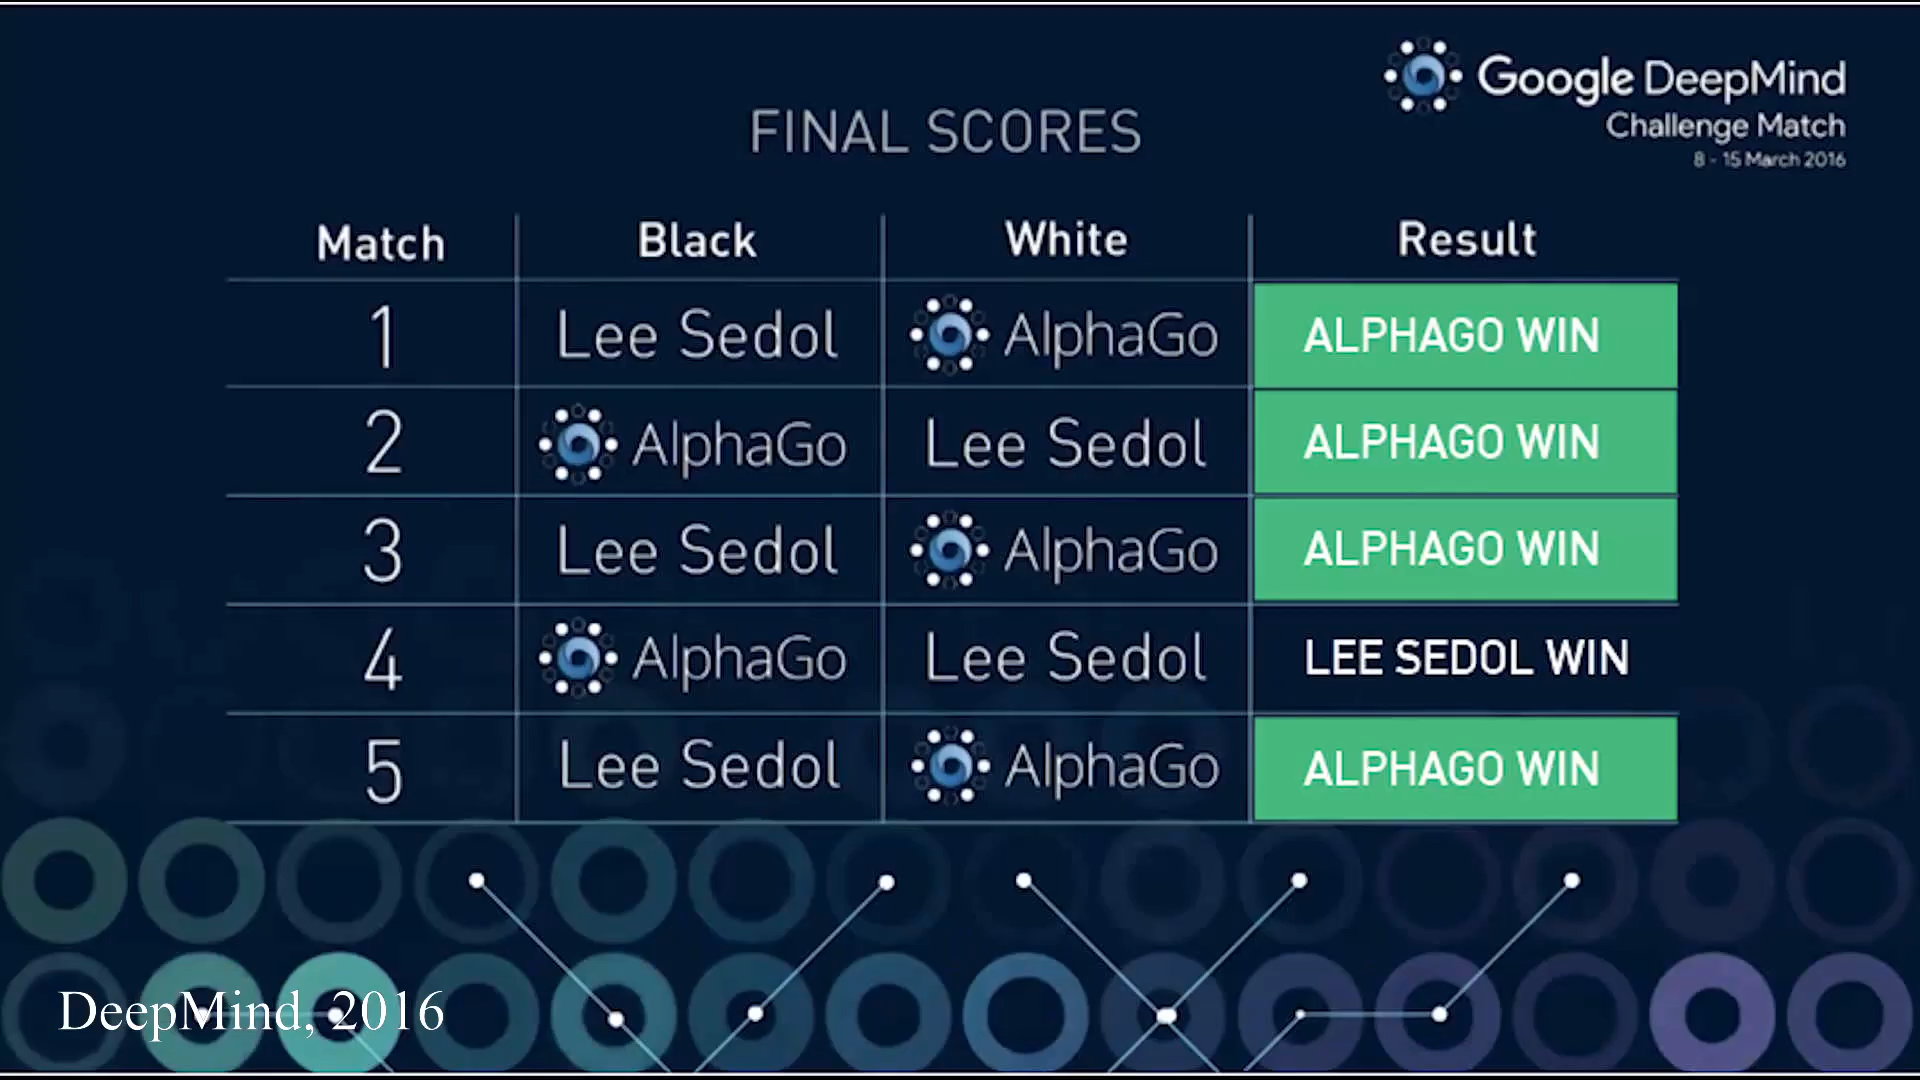 Google DeepMind
Challenge Match
8 - 15 March 2016
FINAL SCORES
Match Black White Result
1 Lee Sedol AlphaGo ALPHAGO WIN
2 AlphaGo Lee Sedol ALPHAGO WIN
3 Lee Sedol AlphaGo ALPHAGO WIN
4 AlphaGo Lee Sedol LEE SEDOL WIN
5 Lee Sedol AlphaGo ALPHAGO WIN
DeepMind, 2016